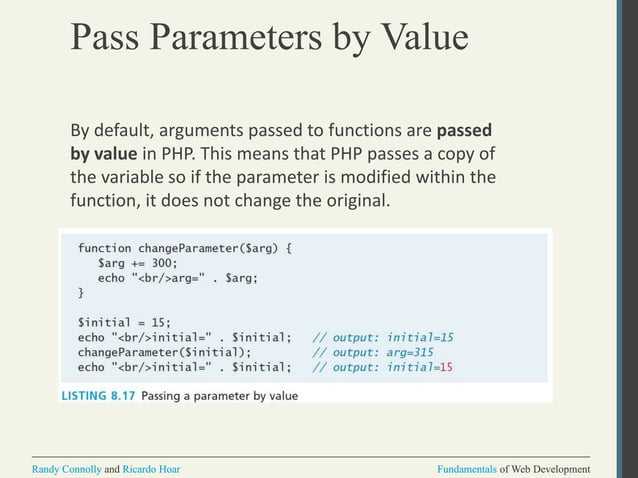 Pass Parameters by Value
By default, arguments passed to functions are passed
by value in PHP. This means that PHP passes a copy of
the variable so if the parameter is modified within the
function, it does not change the original.
function changeParameter($arg) {
   $arg += 300;
   echo "<br/>arg=" . $arg;
}
$initial = 15;
echo "<br/>initial=" . $initial;   // output: initial=15
changeParameter($initial);         // output: arg=315
echo "<br/>initial=" . $initial;   // output: initial=15
LISTING 8.17 Passing a parameter by value
Randy Connolly and Ricardo Hoar Fundamentals of Web Development